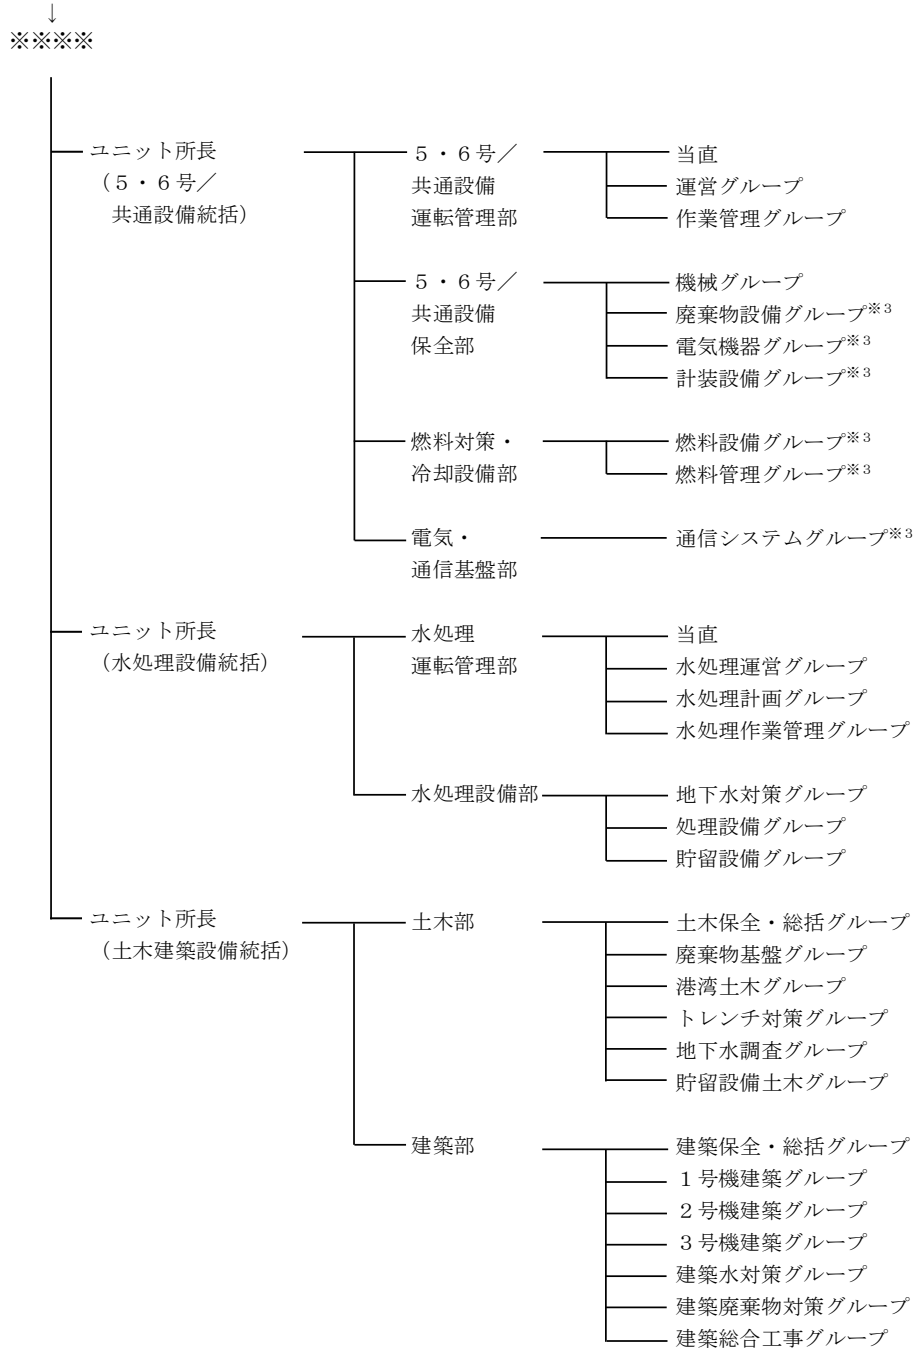 ↓
※※※※
ユニット所長
（５・６号／
共通設備統括）
５・６号／
共通設備
運転管理部
当直
運営グループ
作業管理グループ
５・６号／
共通設備
保全部
機械グループ
廃棄物設備グループ※3
電気機器グループ※3
計装設備グループ※3
燃料対策・
冷却設備部
燃料設備グループ※3
燃料管理グループ※3
電気・
通信基盤部
通信システムグループ※3
ユニット所長
（水処理設備統括）
水処理
運転管理部
当直
水処理運営グループ
水処理計画グループ
水処理作業管理グループ
水処理設備部
地下水対策グループ
処理設備グループ
貯留設備グループ
ユニット所長
（土木建築設備統括）
土木部
土木保全・総括グループ
廃棄物基盤グループ
港湾土木グループ
トレンチ対策グループ
地下水調査グループ
貯留設備土木グループ
建築部
建築保全・総括グループ
１号機建築グループ
２号機建築グループ
３号機建築グループ
建築水対策グループ
建築廃棄物対策グループ
建築総合工事グループ